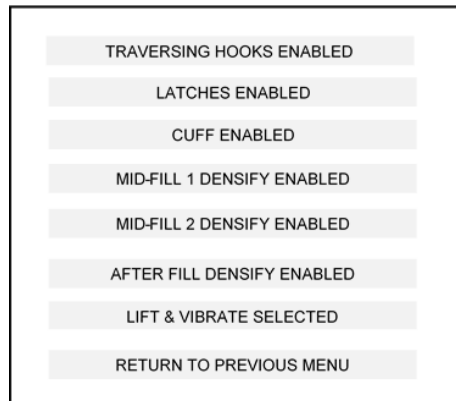 TRAVERSING HOOKS ENABLED
LATCHES ENABLED
CUFF ENABLED
MID-FILL 1 DENSIFY ENABLED
MID-FILL 2 DENSIFY ENABLED
AFTER FILL DENSIFY ENABLED
LIFT & VIBRATE SELECTED
RETURN TO PREVIOUS MENU